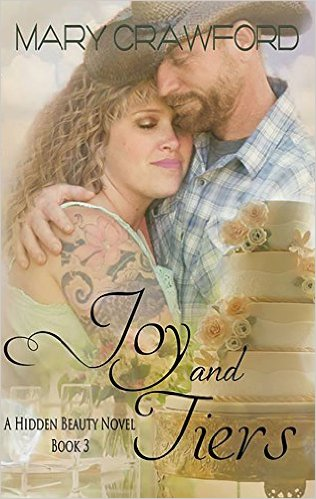 MARY CRAWFORD
Joy
and
Tiers
A HIDDEN BEAUTY NOVEL
BOOK 3